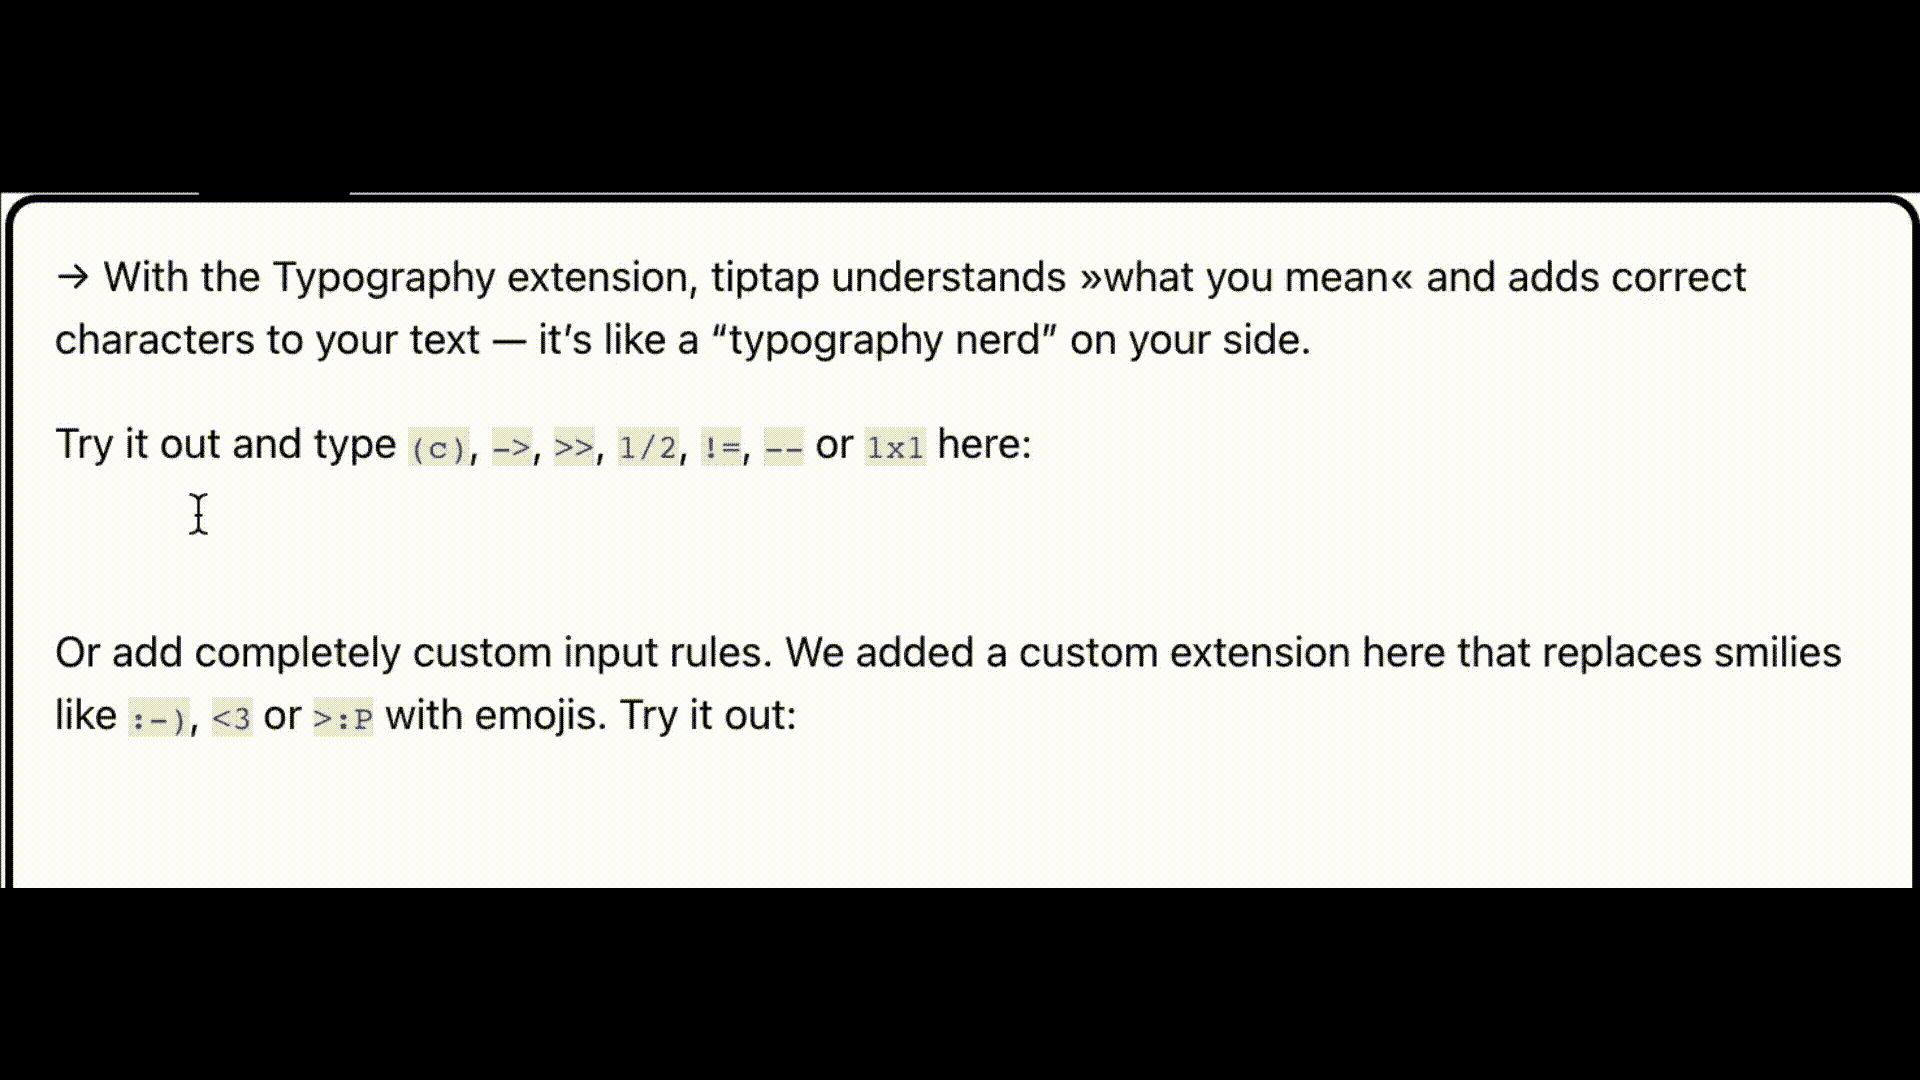 → With the Typography extension, tiptap understands »what you mean« and adds correct
characters to your text — it’s like a “typography nerd” on your side.
Try it out and type (c), ->, >>, 1/2, !=, -- or 1x1 here:
Or add completely custom input rules. We added a custom extension here that replaces smilies
like :-), <3 or >:P with emojis. Try it out: